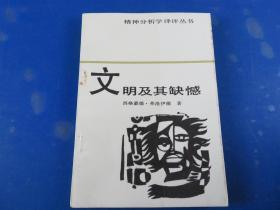 精神分析学译评丛书
文明及其缺憾
西格蒙德·弗洛伊德 著